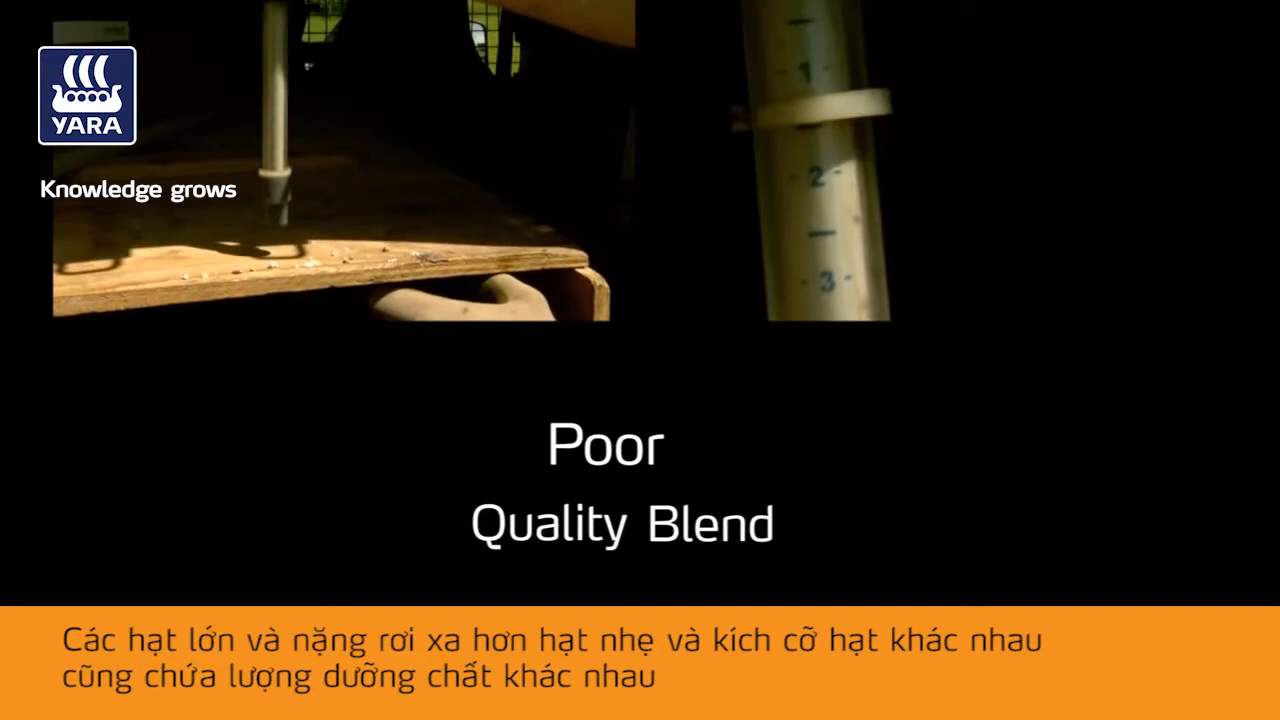 YARA
Knowledge grows
1
2
3
Poor
Quality Blend
Các hạt lớn và nặng rơi xa hơn hạt nhẹ và kích cỡ hạt khác nhau
cũng chứa lượng dưỡng chất khác nhau